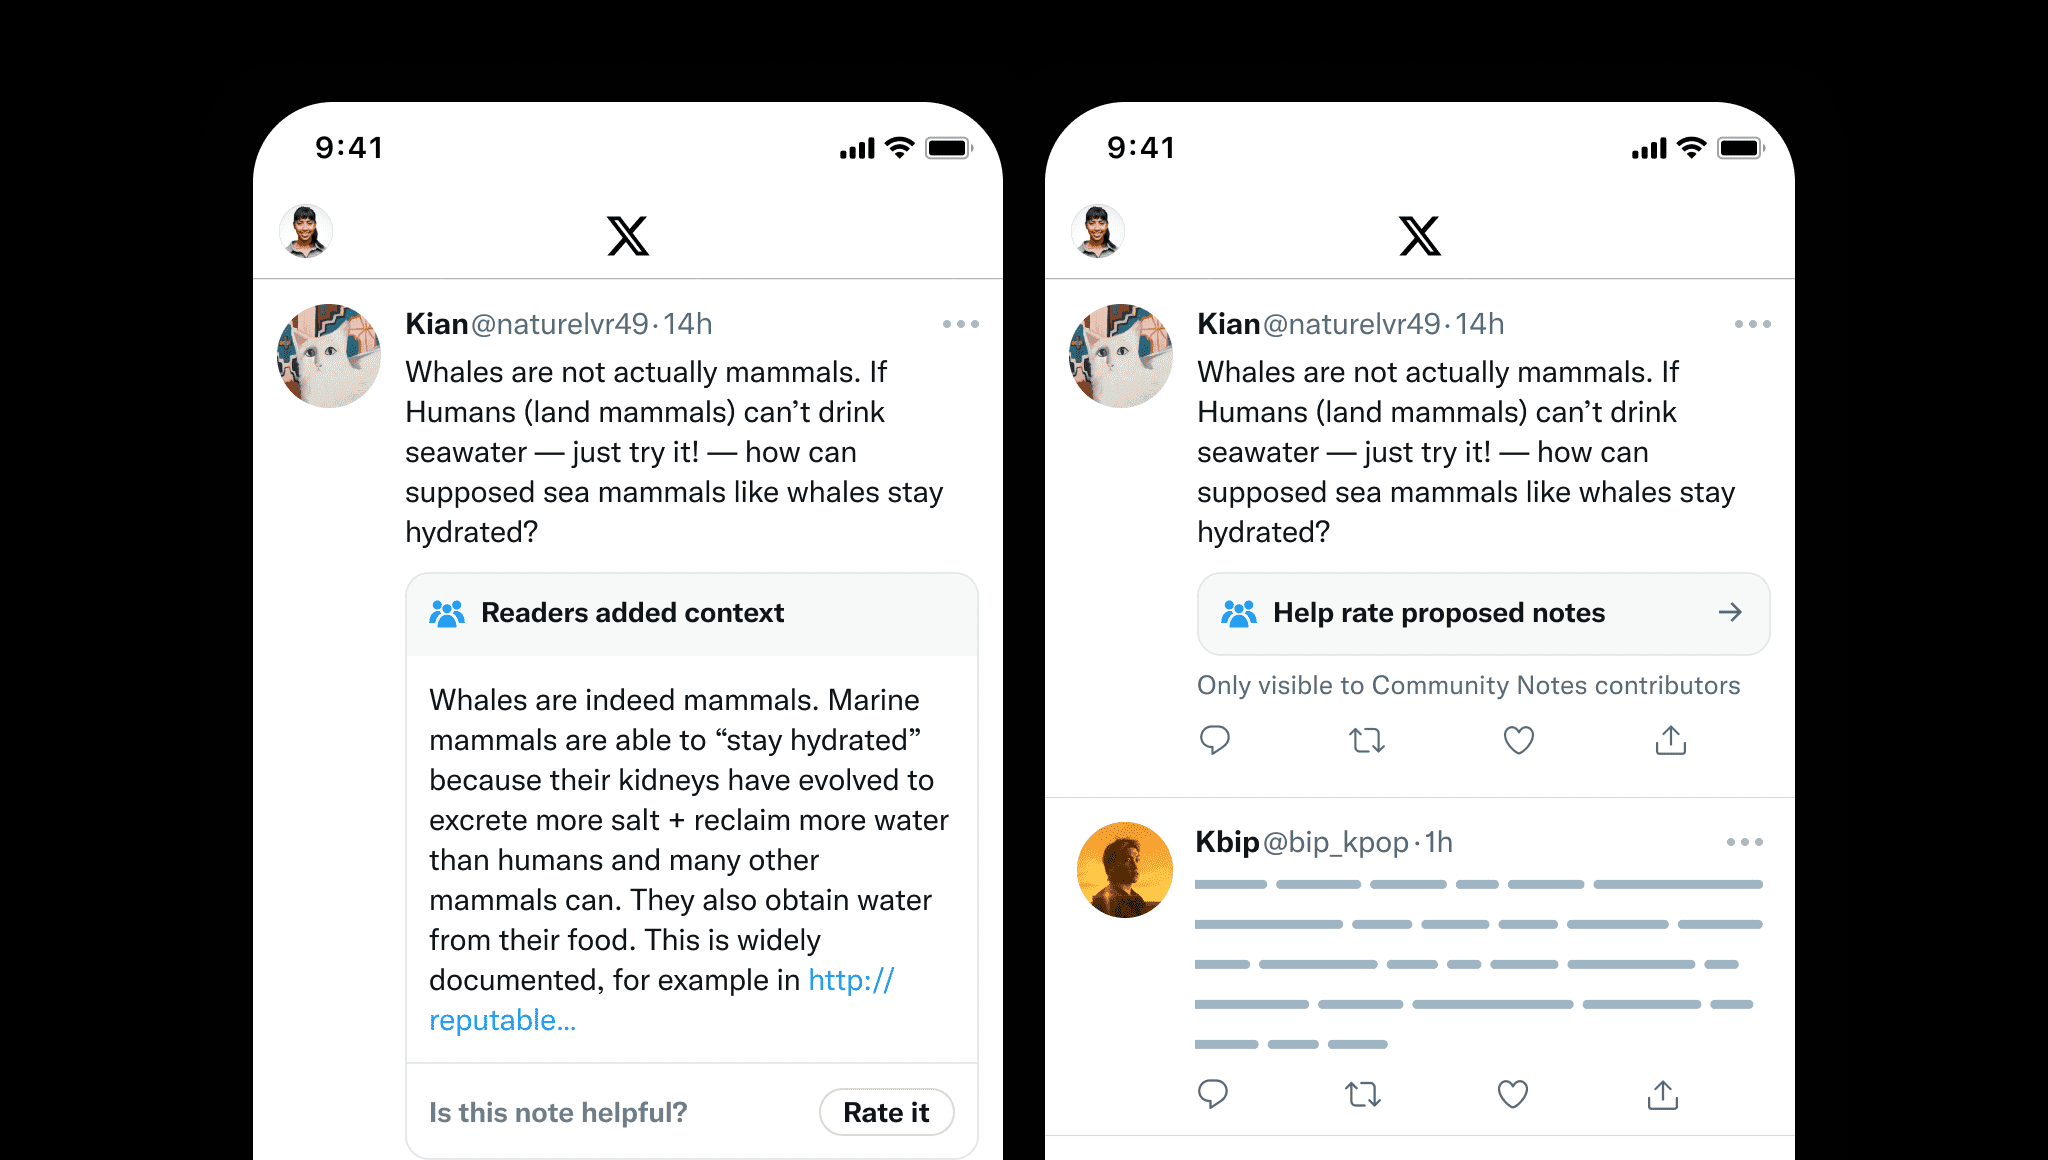 9:41
Kian @naturelvr49 · 14h
Whales are not actually mammals. If
Humans (land mammals) can’t drink
seawater — just try it! — how can
supposed sea mammals like whales stay
hydrated?
Readers added context
Whales are indeed mammals. Marine
mammals are able to “stay hydrated”
because their kidneys have evolved to
excrete more salt + reclaim more water
than humans and many other
mammals can. They also obtain water
from their food. This is widely
documented, for example in http://
reputable...
Is this note helpful?
Rate it
9:41
Kian @naturelvr49 · 14h
Whales are not actually mammals. If
Humans (land mammals) can’t drink
seawater — just try it! — how can
supposed sea mammals like whales stay
hydrated?
Help rate proposed notes
Only visible to Community Notes contributors
Kbip @bip_kpop · 1h